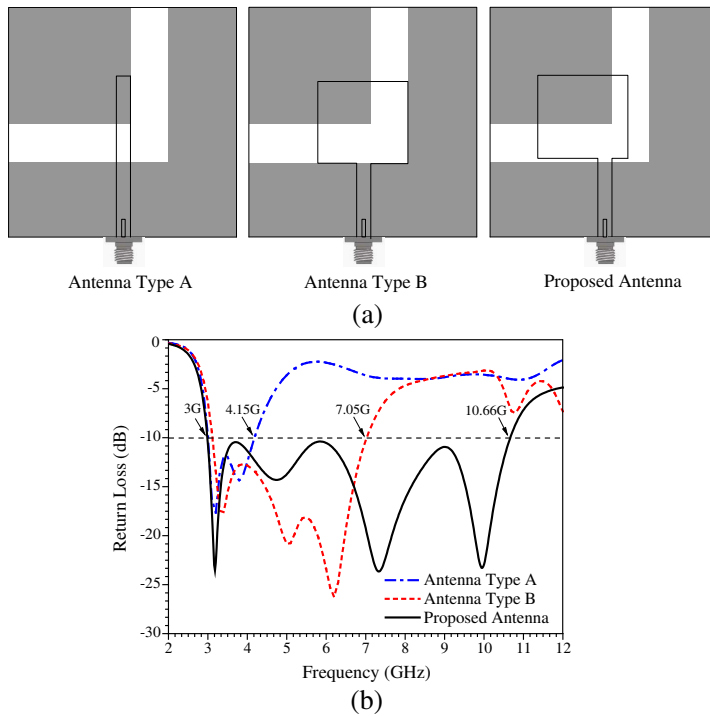 Antenna Type A
Antenna Type B
Proposed Antenna
(a)
0
-5
-10
-15
-20
-25
-30
Return Loss (dB)
3G
4.15G
7.05G
10.66G
Antenna Type A
Antenna Type B
Proposed Antenna
2 3 4 5 6 7 8 9 10 11 12
Frequency (GHz)
(b)